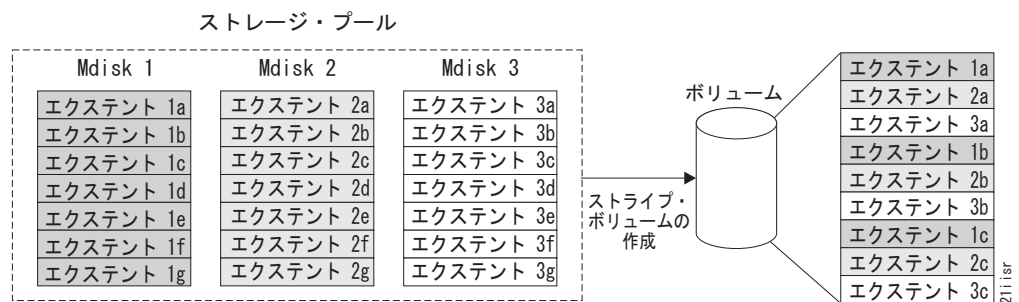 ストレージ・プール
Mdisk 1
エクステント 1a
エクステント 1b
エクステント 1c
エクステント 1d
エクステント 1e
エクステント 1f
エクステント 1g
Mdisk 2
エクステント 2a
エクステント 2b
エクステント 2c
エクステント 2d
エクステント 2e
エクステント 2f
エクステント 2g
Mdisk 3
エクステント 3a
エクステント 3b
エクステント 3c
エクステント 3d
エクステント 3e
エクステント 3f
エクステント 3g
ストライプ・
ボリュームの
作成
ボリューム
エクステント 1a
エクステント 2a
エクステント 3a
エクステント 1b
エクステント 2b
エクステント 3b
エクステント 1c
エクステント 2c
エクステント 3c
21iisr